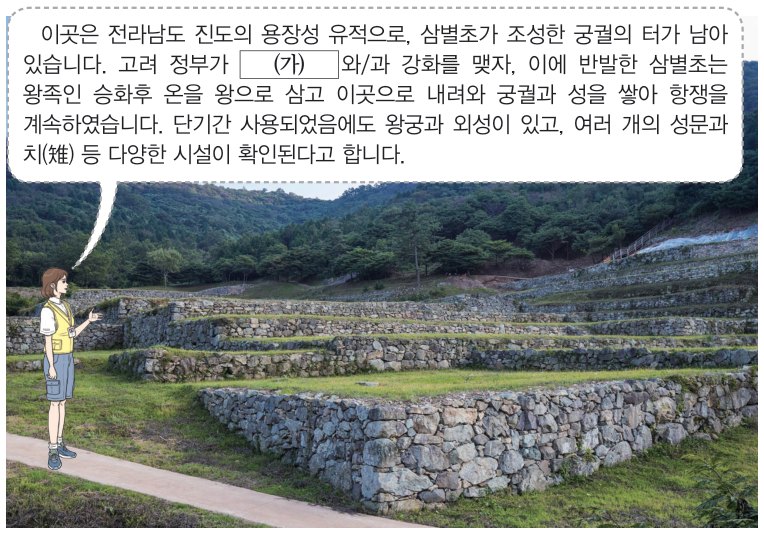 이곳은 전라남도 진도의 용장성 유적으로, 삼별초가 조성한 궁궐의 터가 남아
있습니다. 고려 정부가 (가) 와/과 강화를 맺자, 이에 반발한 삼별초는
왕족인 승화후 온을 왕으로 삼고 이곳으로 내려와 궁궐과 성을 쌓아 항쟁을
계속하였습니다. 단기간 사용되었음에도 왕궁과 외성이 있고, 여러 개의 성문과
치(雉) 등 다양한 시설이 확인된다고 합니다.